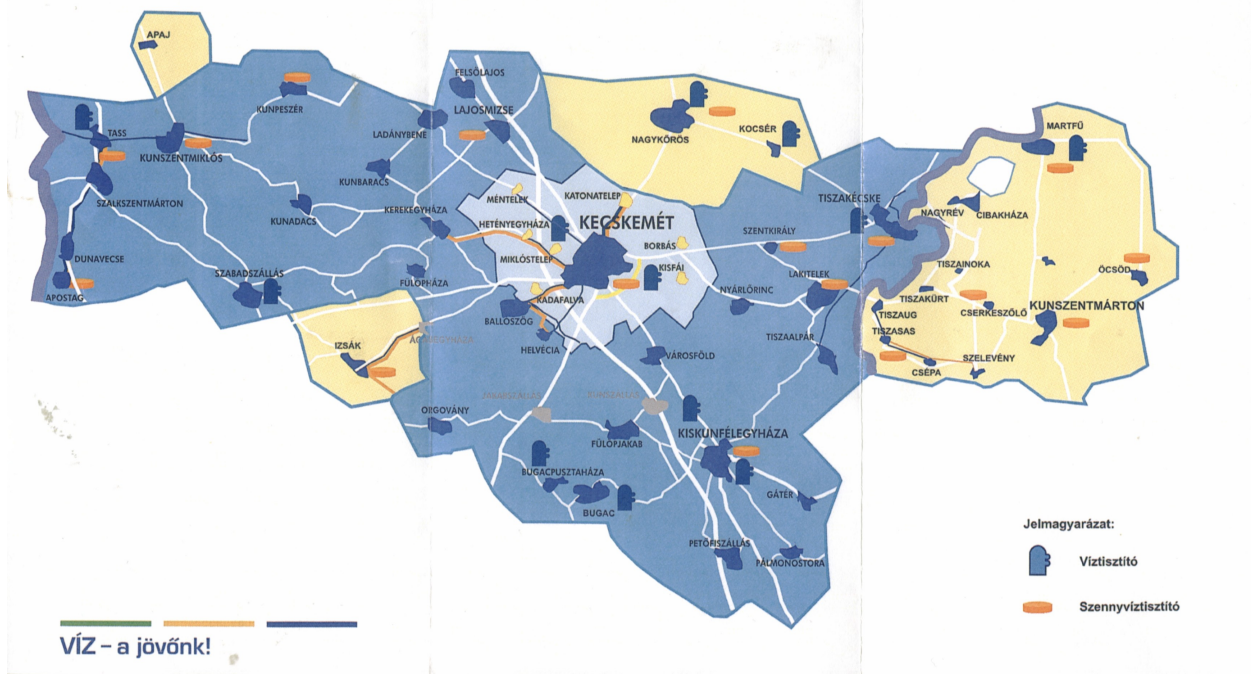 APAJ
FELSŐLAJOS
KUNPESZÉR
LAJOSMIZSE
LADÁNYBENE
TASS
KUNSZENTMIKLÓS
NAGYKŐRÖS
KOCSÉR
MARTFŰ
KUNBARACS
SZALKSZENTMÁRTON
KUNADACS
KEREKEGYHÁZA
MÉNTELEK
KATONATELEP
HETÉNYEGYHÁZA
KECSKEMÉT
TISZAKÉCSKE
NAGYRÉV
CIBAKHÁZA
DUNAVECSE
MIKLÓSTELEP
BORBÁS
SZENTKIRÁLY
KISFÁI
APOSTAG
SZABADSZÁLLÁS
FÜLÖPHÁZA
LAKITELEK
TISZAINOKA
ÖCSÖD
KADAFALVA
NYÁRLŐRINC
TISZAKÜRT
CSERKESZŐLŐ
KUNSZENTMÁRTON
BALLÓSZÖG
TISZAUG
TISZASAS
IZSÁK
HELVÉCIA
VÁROSFÖLD
TISZAALPÁR
CSÉPA
SZELEVÉNY
ORGOVÁNY
FÜLÖPJAKAB
KISKUNFÉLEGYHÁZA
BUGACPUSZTAHÁZA
BUGAC
GÁTÉR
PETŐFISZÁLLÁS
PÁLMONOSTORA
Jelmagyarázat:
Víztisztító
Szennyvíztisztító
VÍZ – a jövőnk!